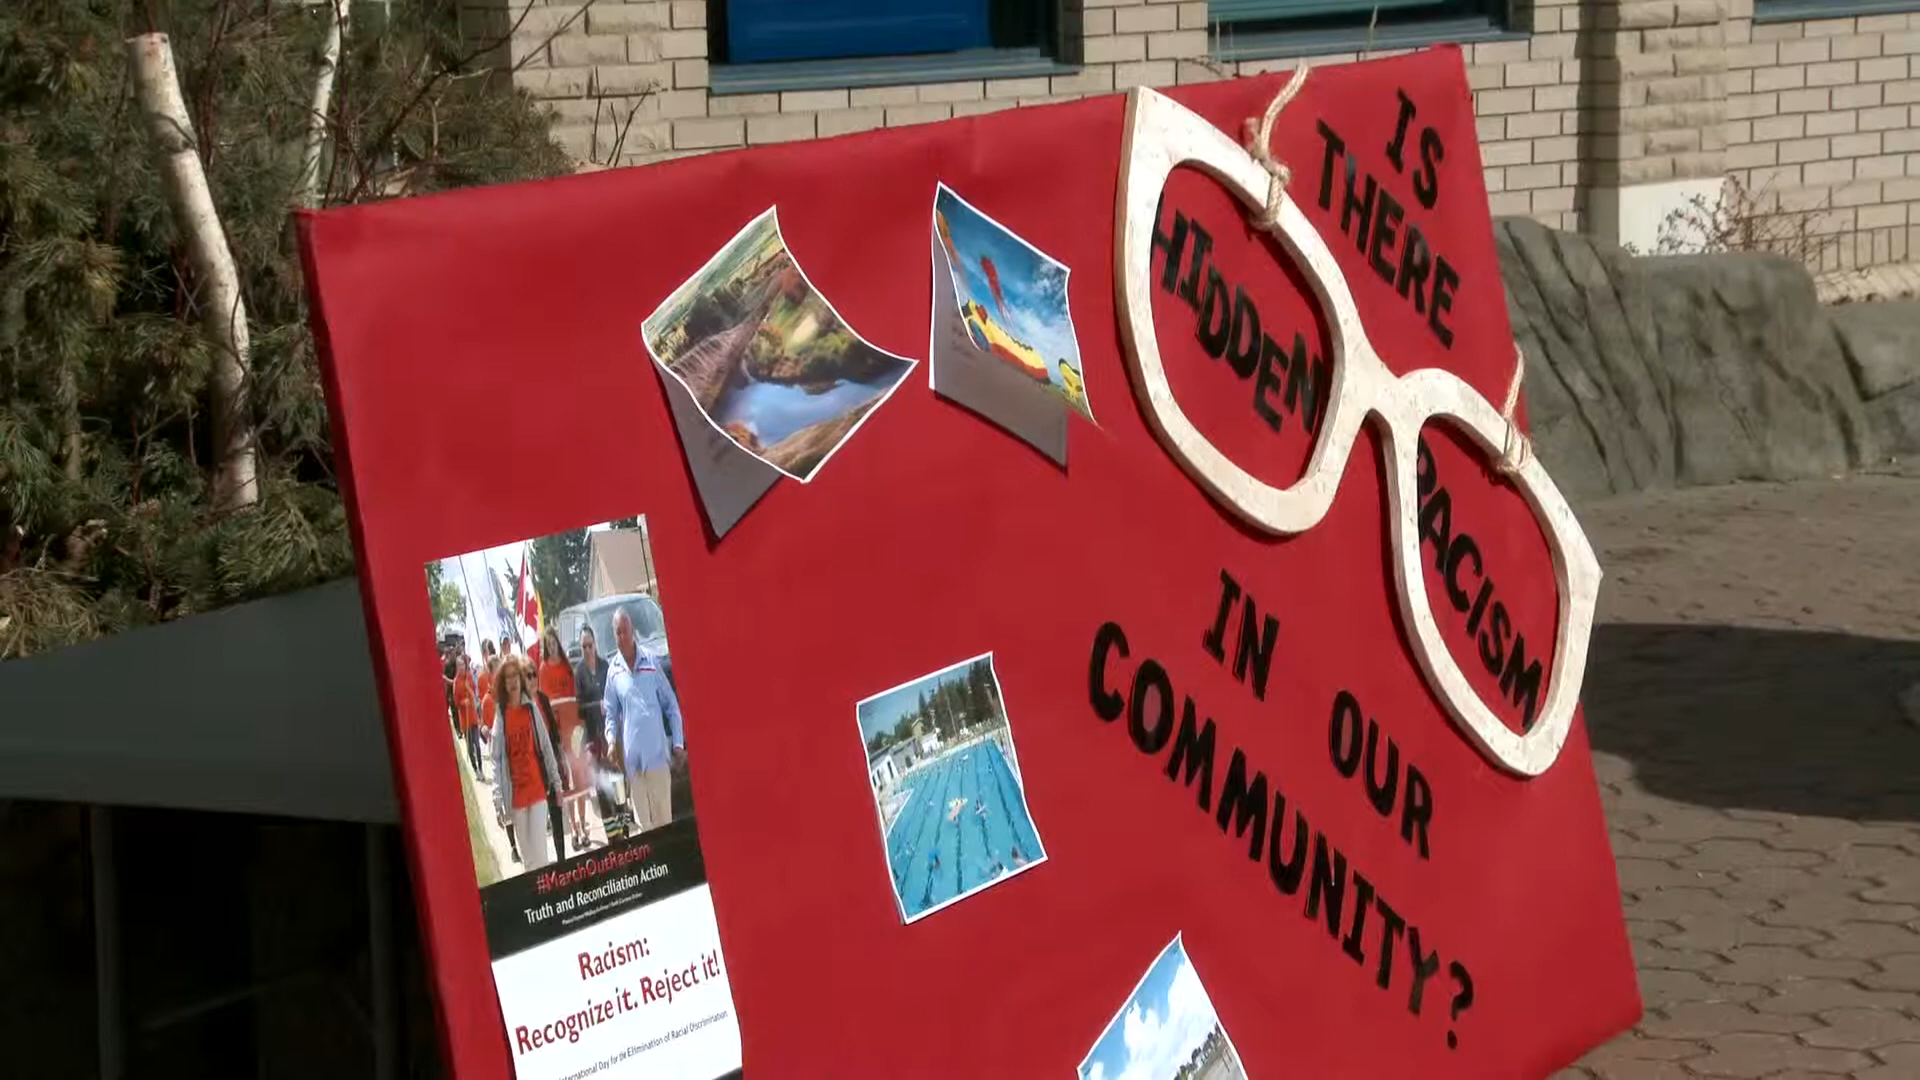 IS
THERE
HIDDEN
RACISM
IN OUR
COMMUNITY?
#MarchOutRacism
Truth and Reconciliation Action
Racism:
Recognize it. Reject it!
International Day for the Elimination of Racial Discrimination